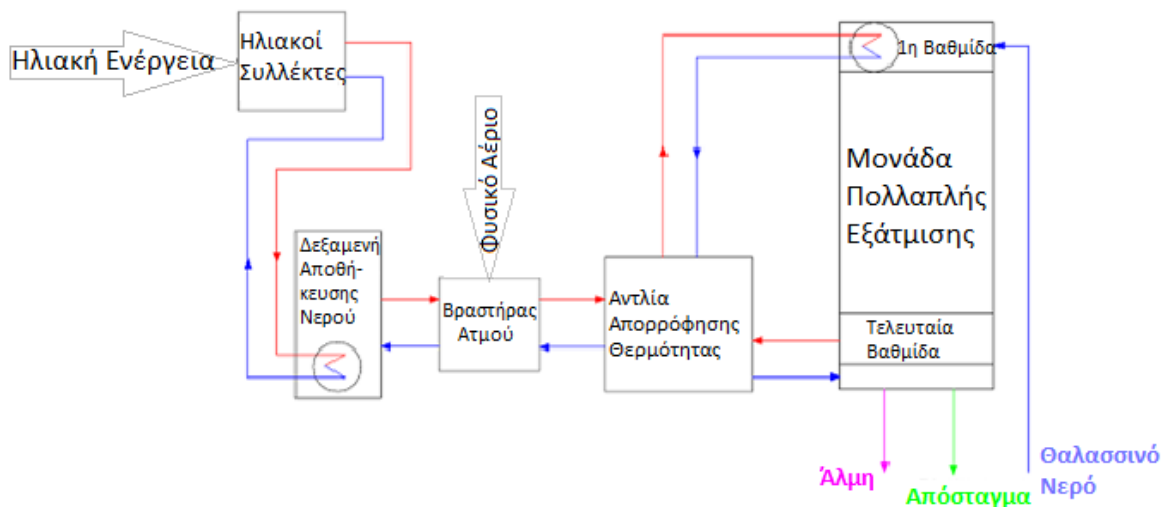 Ηλιακή Ενέργεια
Ηλιακοί
Συλλέκτες
Φυσικό Αέριο
Δεξαμενή
Αποθή-
κευσης
Νερού
Βραστήρας
Ατμού
Αντλία
Απορρόφησης
Θερμότητας
1η Βαθμίδα
Μονάδα
Πολλαπλής
Εξάτμισης
Τελευταία
Βαθμίδα
Άλμη
Απόσταγμα
Θαλασσινό
Νερό